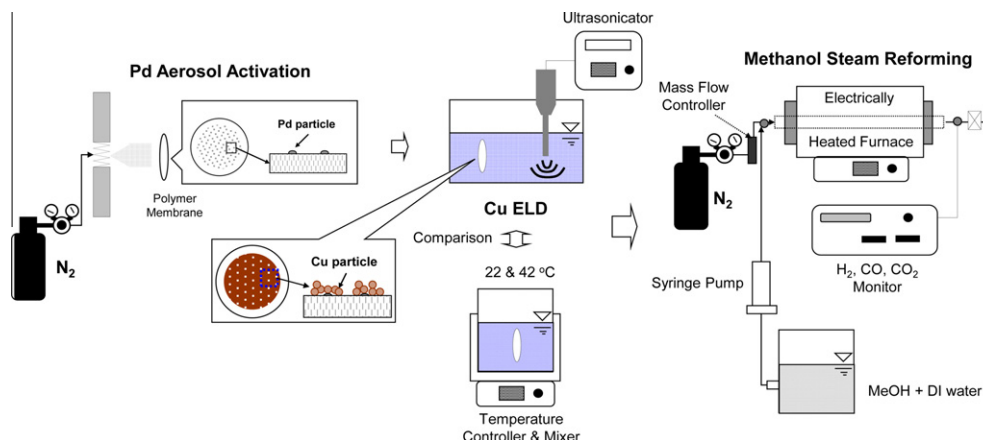 Pd Aerosol Activation
N2
Polymer
Membrane
Pd particle
Ultrasonicator
Cu ELD
Cu particle
Comparison
22 & 42 °C
Temperature
Controller & Mixer
Methanol Steam Reforming
Mass Flow
Controller
N2
Electrically
Heated Furnace
H2, CO, CO2
Monitor
Syringe Pump
MeOH + DI water